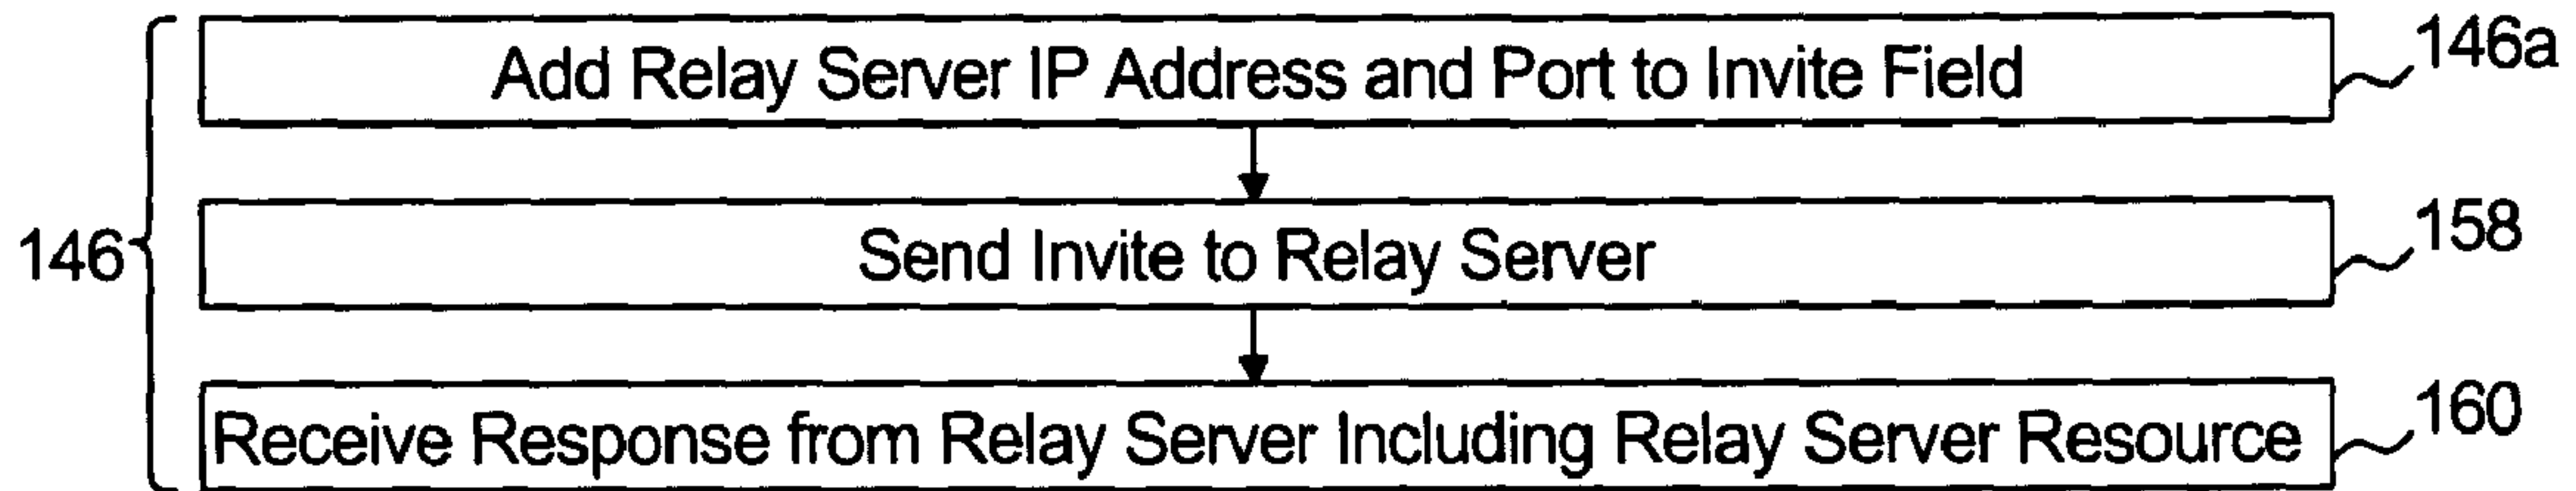 Add Relay Server IP Address and Port to Invite Field
146a
146
Send Invite to Relay Server
158
Receive Response from Relay Server Including Relay Server Resource
160